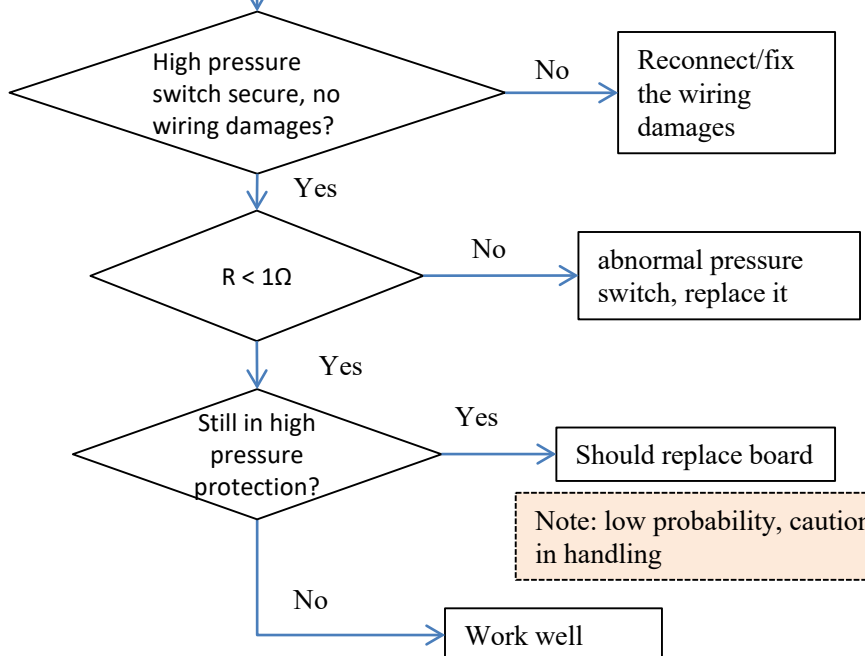 High pressure
switch secure, no
wiring damages?
No
Reconnect/fix
the wiring
damages
Yes
R < 1Ω
No
abnormal pressure
switch, replace it
Yes
Still in high
pressure
protection?
Yes
Should replace board
Note: low probability, caution
in handling
No
Work well